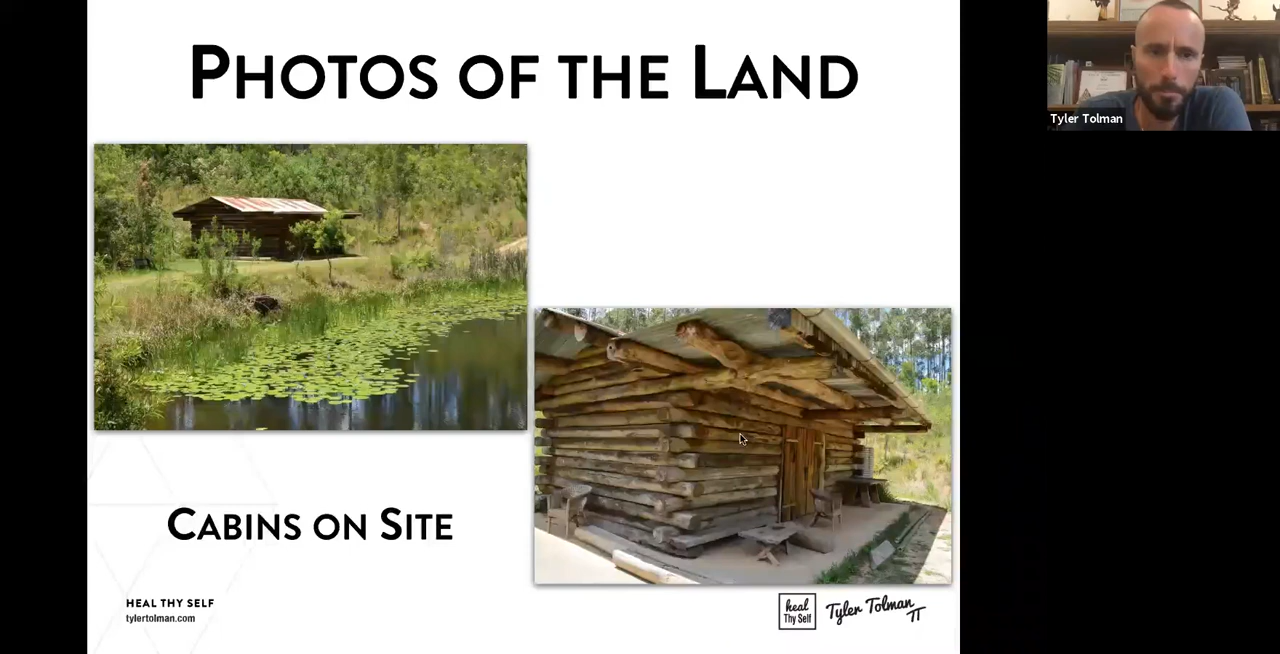 PHOTOS OF THE LAND
Tyler Tolman
CABINS ON SITE
HEAL THY SELF
tylertolman.com
heal
Thy Self
Tyler Tolman
TT